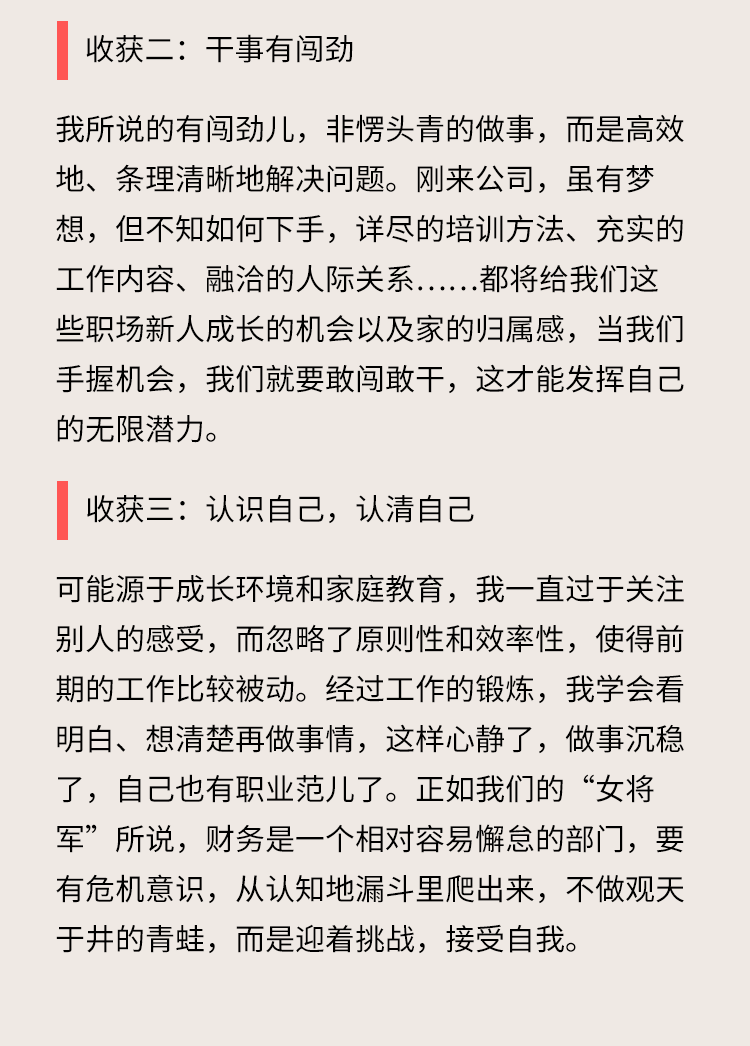 收获二：干事有闯劲
我所说的有闯劲儿，非愣头青的做事，而是高效
地、条理清晰地解决问题。刚来公司，虽有梦
想，但不知如何下手，详尽的培训方法、充实的
工作内容、融洽的人际关系……都将给我们这
些职场新人成长的机会以及家的归属感，当我们
手握机会，我们就要敢闯敢干，这才能发挥自己
的无限潜力。
收获三：认识自己，认清自己
可能源于成长环境和家庭教育，我一直过于关注
别人的感受，而忽略了原则性和效率性，使得前
期的工作比较被动。经过工作的锻炼，我学会看
明白、想清楚再做事情，这样心静了，做事沉稳
了，自己也有职业范儿了。正如我们的“女将
军”所说，财务是一个相对容易懈怠的部门，要
有危机意识，从认知地漏斗里爬出来，不做观天
于井的青蛙，而是迎着挑战，接受自我。